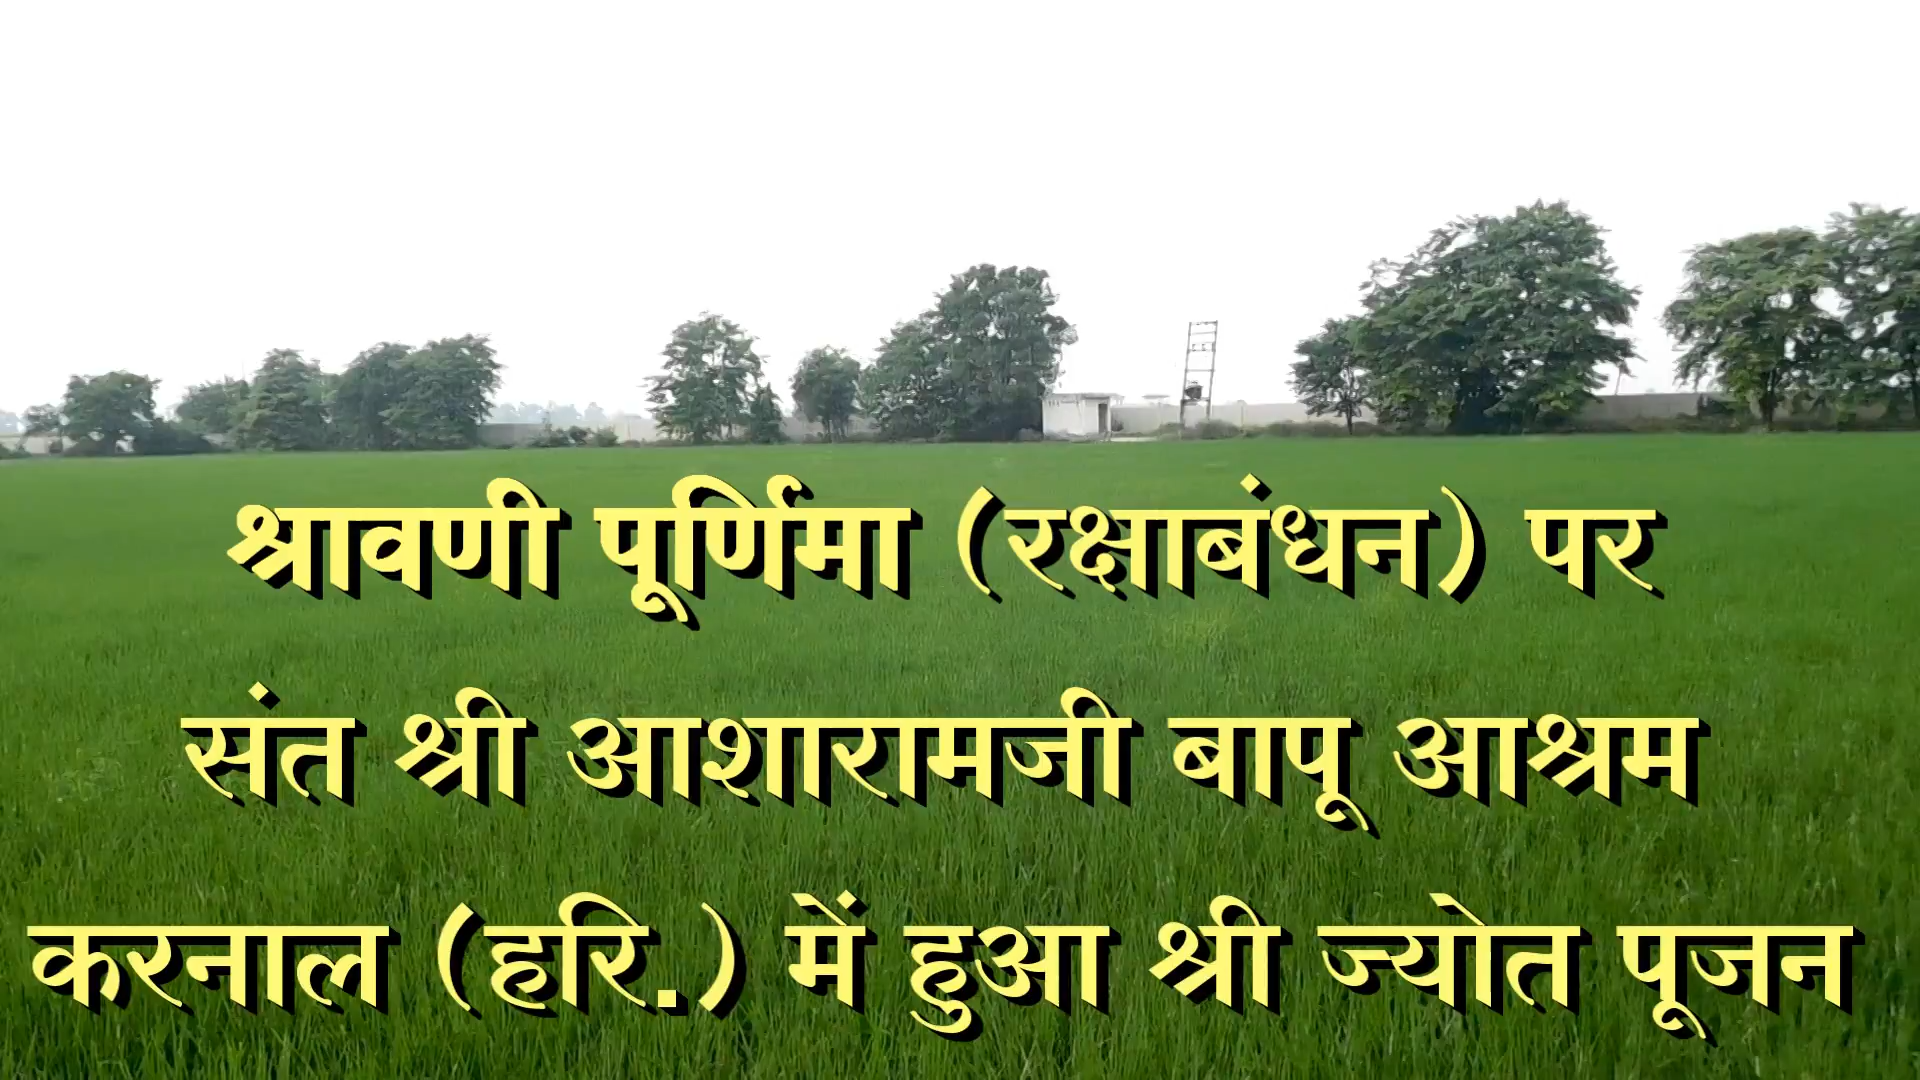 श्रावणी पूर्णिमा (रक्षाबंधन) पर
संत श्री आशारामजी बापू आश्रम
करनाल (हरि.) में हुआ श्री ज्योत पूजन